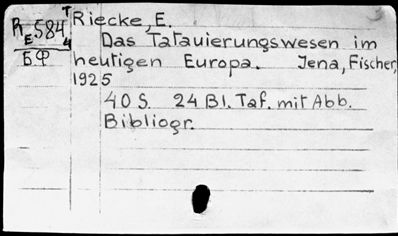 R 584 T
E 4
БФ
Riecke, E.
Das Tatauierungswesen im
heutigen Europa. Jena, Fischer,
1925
40 S. 24 Bl. Taf. mit Abb.
Bibliogr.